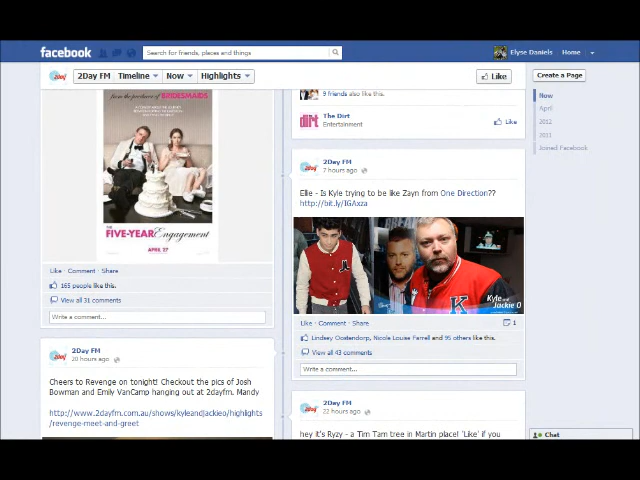 facebook
Search for friends, places and things
Elyse Daniels
Home
2Day FM
Timeline
Now
Highlights
Like
Create a Page
Now
April
2012
2011
Joined Facebook
from the producers of BRIDESMAIDS
THE
FIVE-YEAR Engagement
APRIL 27
Like · Comment · Share
165 people like this.
View all 31 comments
Write a comment...
2Day FM
20 hours ago
Cheers to Revenge on tonight! Checkout the pics of Josh
Bowman and Emily VanCamp hanging out at 2dayfm. Mandy
http://www.2dayfm.com.au/shows/kyleandjackieo/highlights
/revenge-meet-and-greet
9 friends also like this.
dirt
The Dirt
Entertainment
Like
2Day FM
7 hours ago
Elle - Is Kyle trying to be like Zayn from One Direction??
http://bit.ly/IGAxza
K
Kyle and
Jackie O
Like · Comment · Share
1
Lindsey Oostendorp, Nicole Louise Farrell and 95 others like this.
View all 43 comments
Write a comment...
2Day FM
22 hours ago
hey it's Ryzy - a Tim Tam tree in Martin place! 'Like' if you
Chat